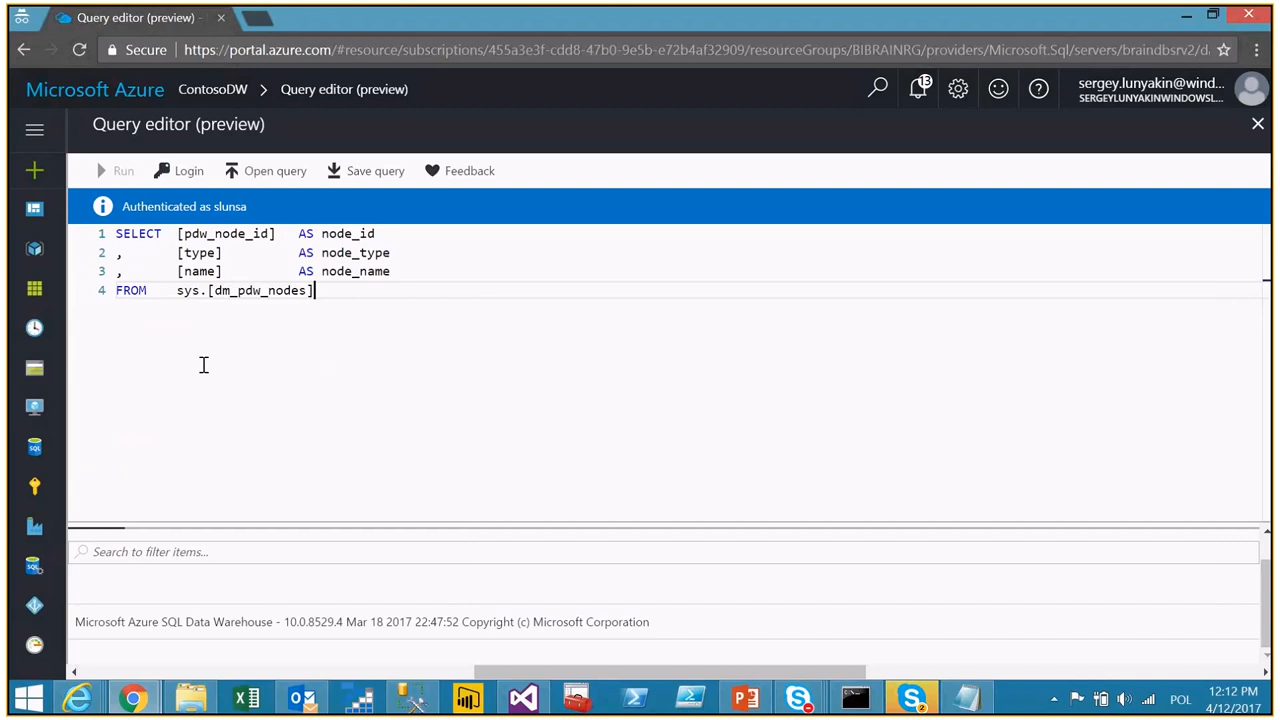 Query editor (preview) -
Secure https://portal.azure.com/#resource/subscriptions/455a3e3f-cdd8-47b0-9e5b-e72b4af32909/resourceGroups/BIBRAINRG/providers/Microsoft.Sql/servers/braindbsrv2/d
Microsoft Azure ContosoDW > Query editor (preview)
13
sergey.lunyakin@wind...
SERGEYLUNYAKINWINDOWSL...
Query editor (preview)
Run Login Open query Save query Feedback
Authenticated as slunsa
1 SELECT [pdw_node_id] AS node_id
2 , [type] AS node_type
3 , [name] AS node_name
4 FROM sys.[dm_pdw_nodes]
Search to filter items...
Microsoft Azure SQL Data Warehouse - 10.0.8529.4 Mar 18 2017 22:47:52 Copyright (c) Microsoft Corporation
POL
12:12 PM
4/12/2017